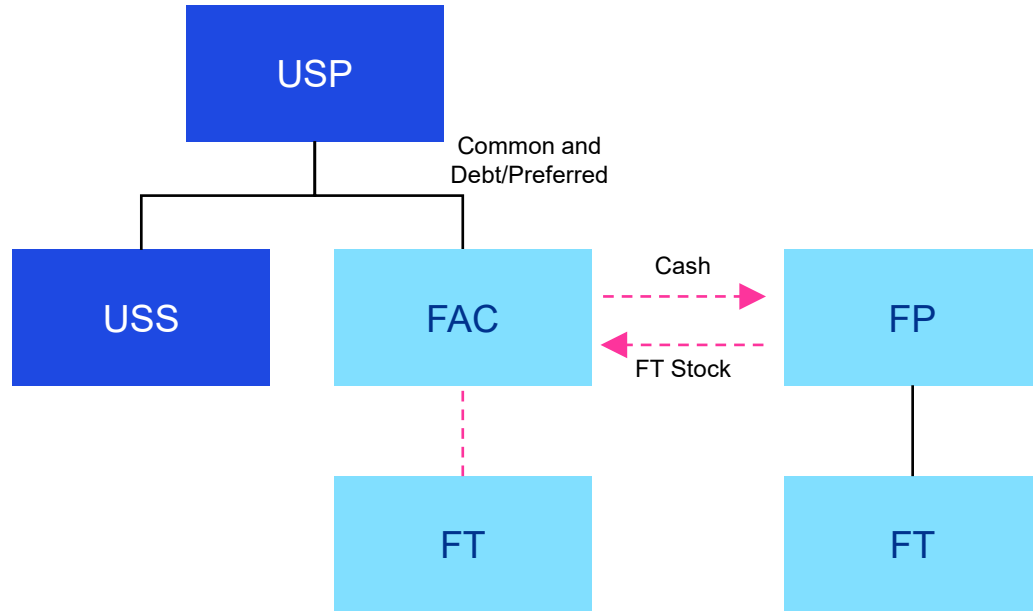 USP
Common and
Debt/Preferred
USS
FAC
Cash
FT Stock
FP
FT
FT